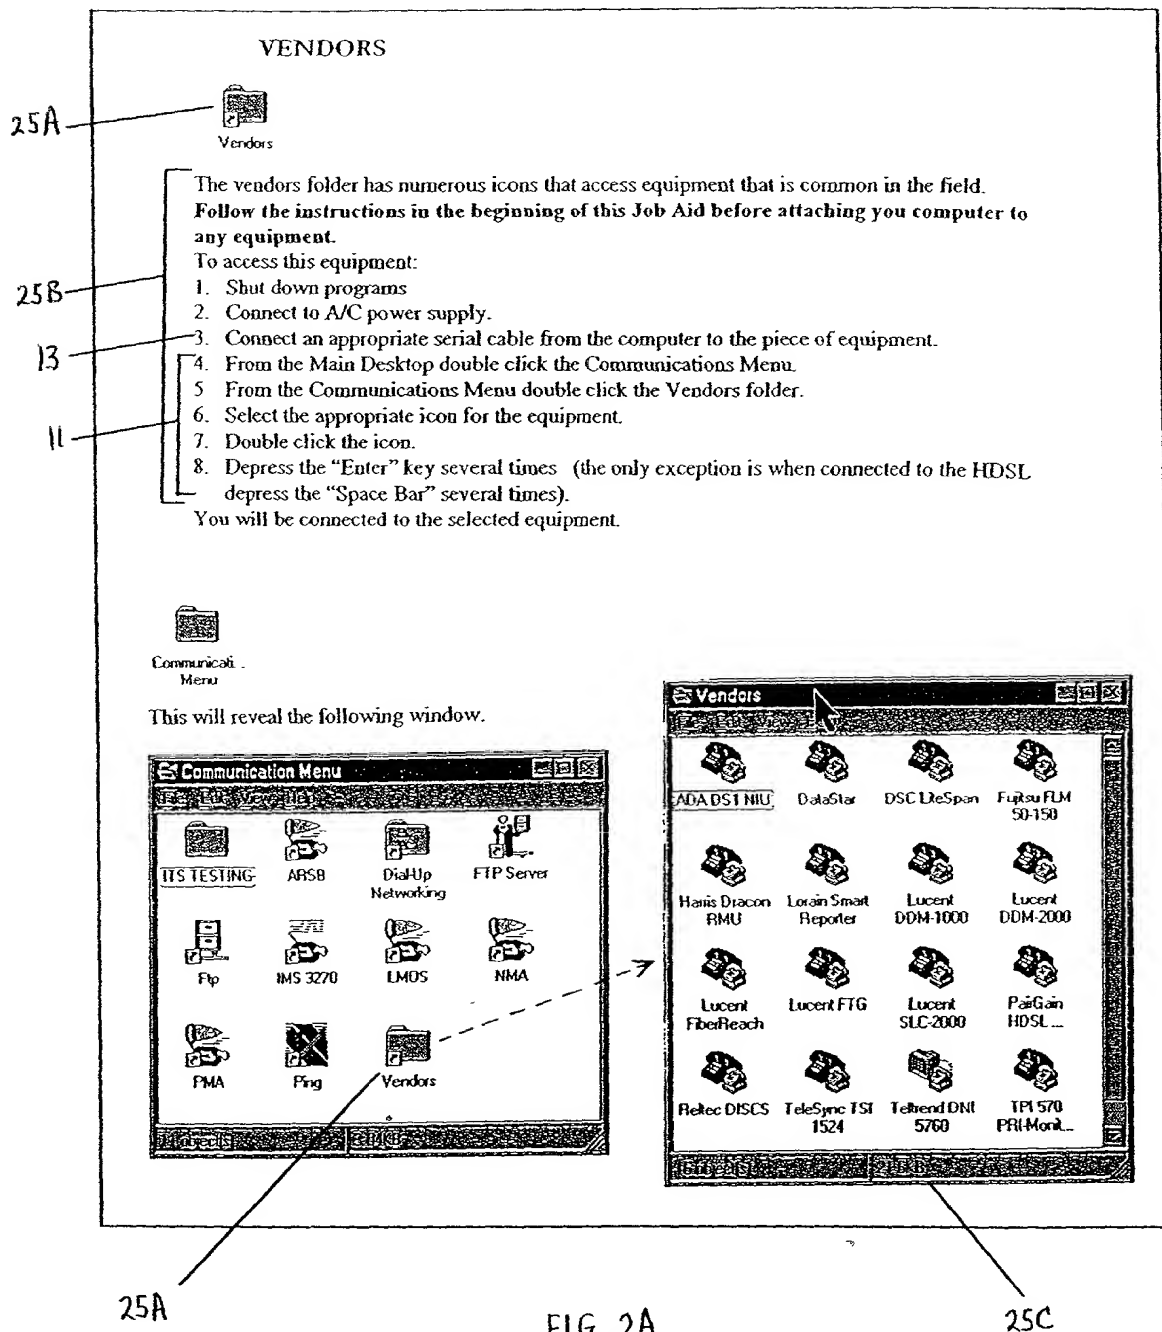 VENDORS
25A
Vendors
The vendors folder has numerous icons that access equipment that is common in the field.
Follow the instructions in the beginning of this Job Aid before attaching you computer to
any equipment.
To access this equipment:
25B
1. Shut down programs
2. Connect to A/C power supply.
13
3. Connect an appropriate serial cable from the computer to the piece of equipment.
4. From the Main Desktop double click the Communications Menu.
5 From the Communications Menu double click the Vendors folder.
11
6. Select the appropriate icon for the equipment.
7. Double click the icon.
8. Depress the “Enter” key several times (the only exception is when connected to the HDSL
depress the “Space Bar” several times).
You will be connected to the selected equipment.
Communicati...
Menu
This will reveal the following window.
Communication Menu
File Edit View Help
ITS TESTING ARSB Dial-Up Networking FTP Server
Ftp IMS 3270 LMOS NMA
PMA Ping Vendors
Vendors
ADA DS1 NIU DataStar DSC LiteSpan Fujitsu FLM 50-150
Harris Dracon RMU Lorain Smart Reporter Lucent DDM-1000 Lucent DDM-2000
Lucent FiberReach Lucent FTG Lucent SLC-2000 PairGain HDSL ...
Reltec DISCS TeleSync TSI 1524 Teltrend DNI 5760 TPI 570 PRI-Monit...
25A
FIG. 2A
25C